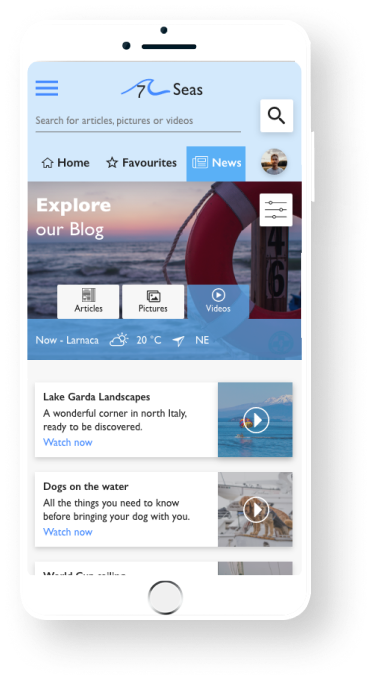 7 Seas
Search for articles, pictures or videos
Home
Favourites
News
Explore
our Blog
4
46
Articles
Pictures
Videos
Now - Larnaca
20 °C
NE
Lake Garda Landscapes
A wonderful corner in north Italy,
ready to be discovered.
Watch now
Dogs on the water
All the things you need to know
before bringing your dog with you.
Watch now
World Cup sailing